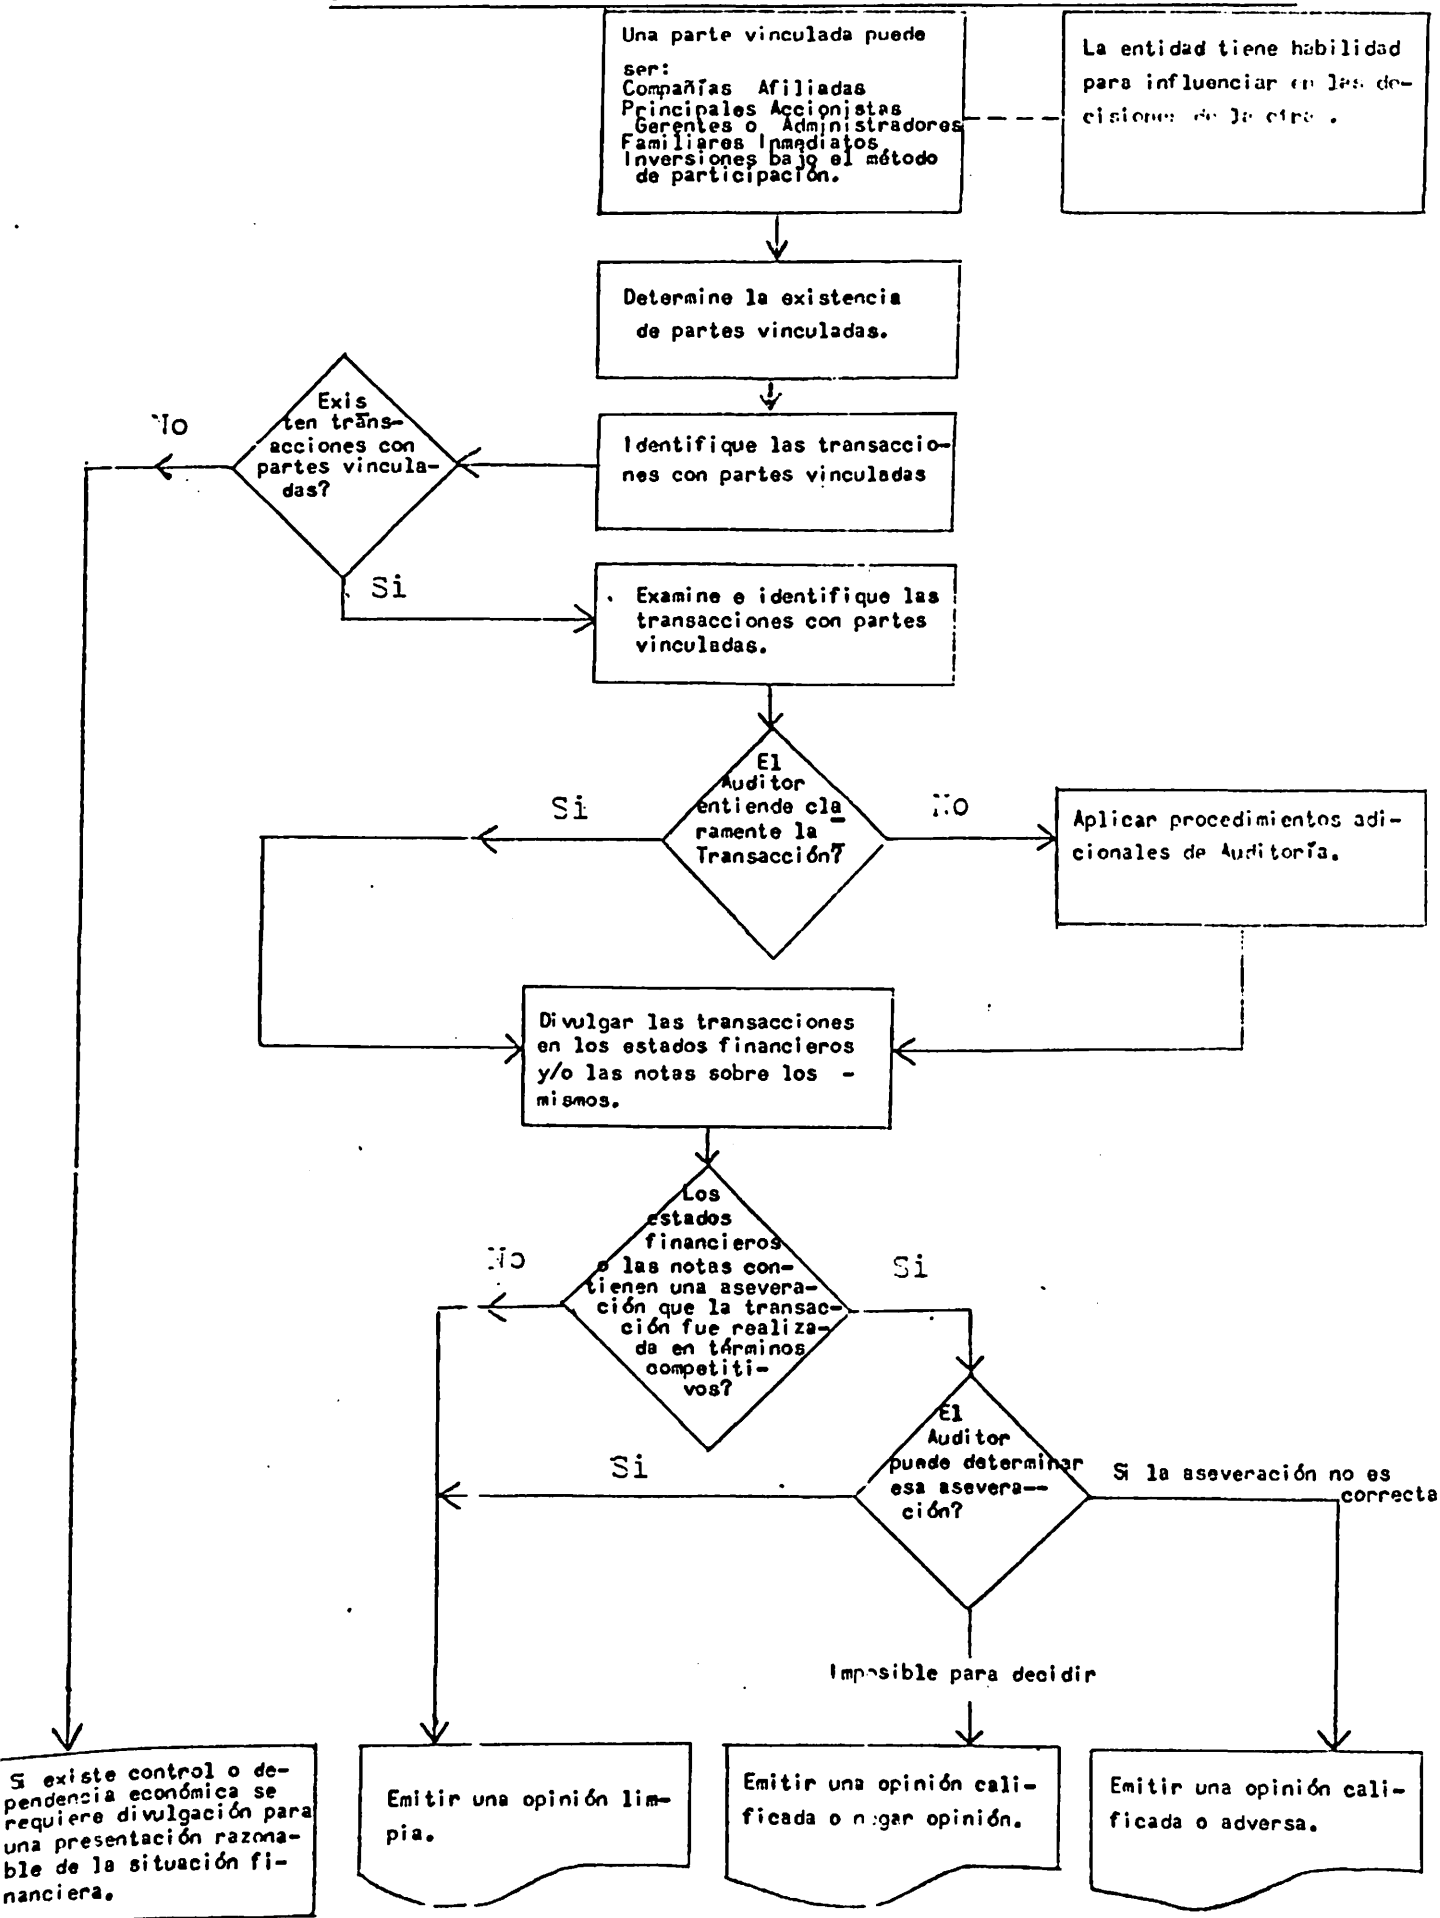 Una parte vinculada puede
ser:
Compañías Afiliadas
Principales Accionistas
Gerentes o Administradores
Familiares Inmediatos
Inversiones bajo el método
de participación.
La entidad tiene habilidad
para influenciar en las de-
cisiones de la otra .
Determine la existencia
de partes vinculadas.
Identifique las transaccio-
nes con partes vinculadas
Exis
ten trans-
acciones con
partes vincula-
das?
No
Si
Examine e identifique las
transacciones con partes
vinculadas.
El
Auditor
entiende cla
ramente la
Transacción?
Si
No
Aplicar procedimientos adi-
cionales de Auditoría.
Divulgar las transacciones
en los estados financieros
y/o las notas sobre los -
mismos.
Los
estados
financieros
o las notas con-
tienen una asevera-
ción que la transac-
ción fue realiza-
da en términos
competiti-
vos?
No
Si
El
Auditor
puede determinar
esa asevera--
ción?
Si
Si la aseveración no es
correcta
Imposible para decidir
Si existe control o de-
pendencia económica se
requiere divulgación para
una presentación razona-
ble de la situación fi-
nanciera.
Emitir una opinión lim-
pia.
Emitir una opinión cali-
ficada o negar opinión.
Emitir una opinión cali-
ficada o adversa.